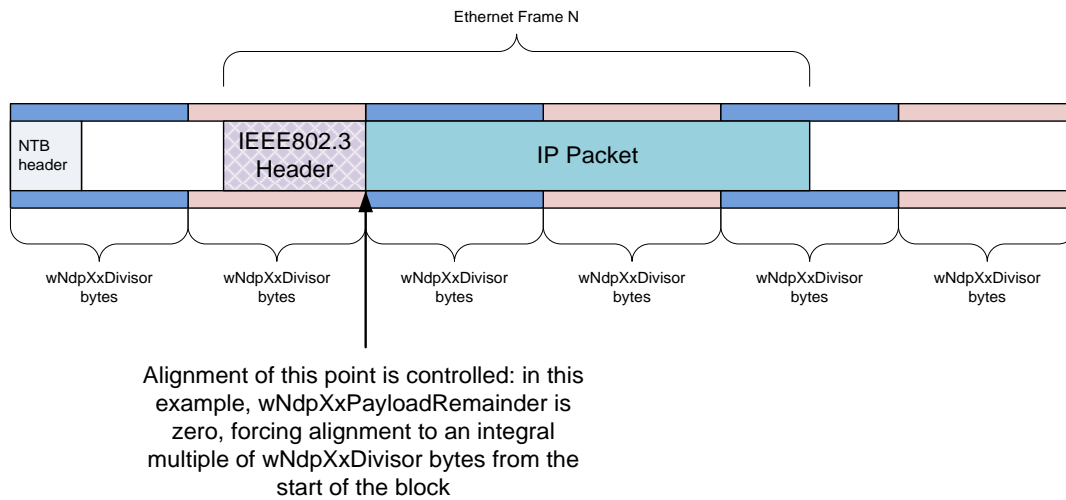 Ethernet Frame N
NTB
header
IEEE802.3
Header
IP Packet
wNdpXxDivisor
bytes
wNdpXxDivisor
bytes
wNdpXxDivisor
bytes
wNdpXxDivisor
bytes
wNdpXxDivisor
bytes
wNdpXxDivisor
bytes
Alignment of this point is controlled: in this
example, wNdpXxPayloadRemainder is
zero, forcing alignment to an integral
multiple of wNdpXxDivisor bytes from the
start of the block